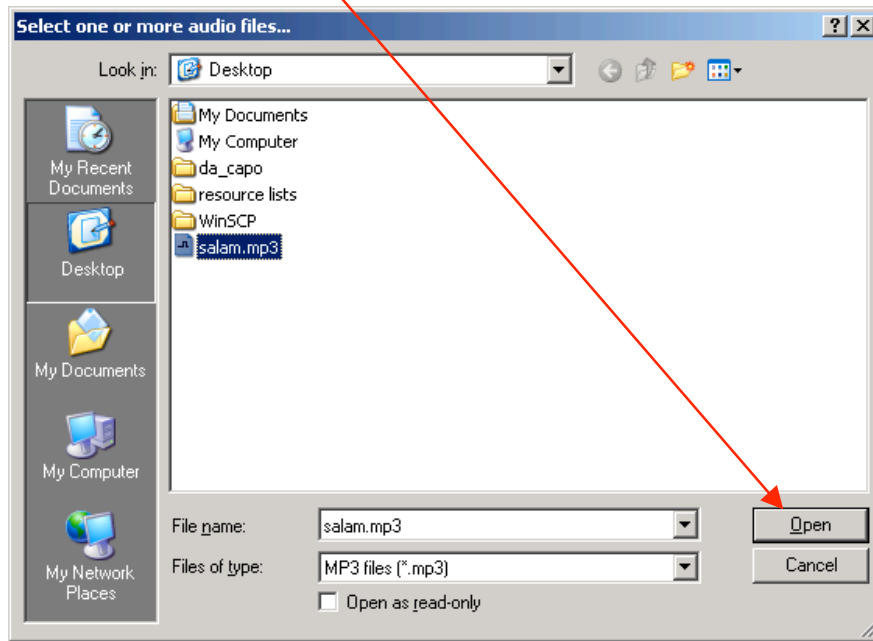 Select one or more audio files...
Look in: Desktop
My Recent
Documents
Desktop
My Documents
My Computer
My Network
Places
My Documents
My Computer
da_capo
resource lists
WinSCP
salam.mp3
File name: salam.mp3 Open
Files of type: MP3 files (*.mp3) Cancel
Open as read-only